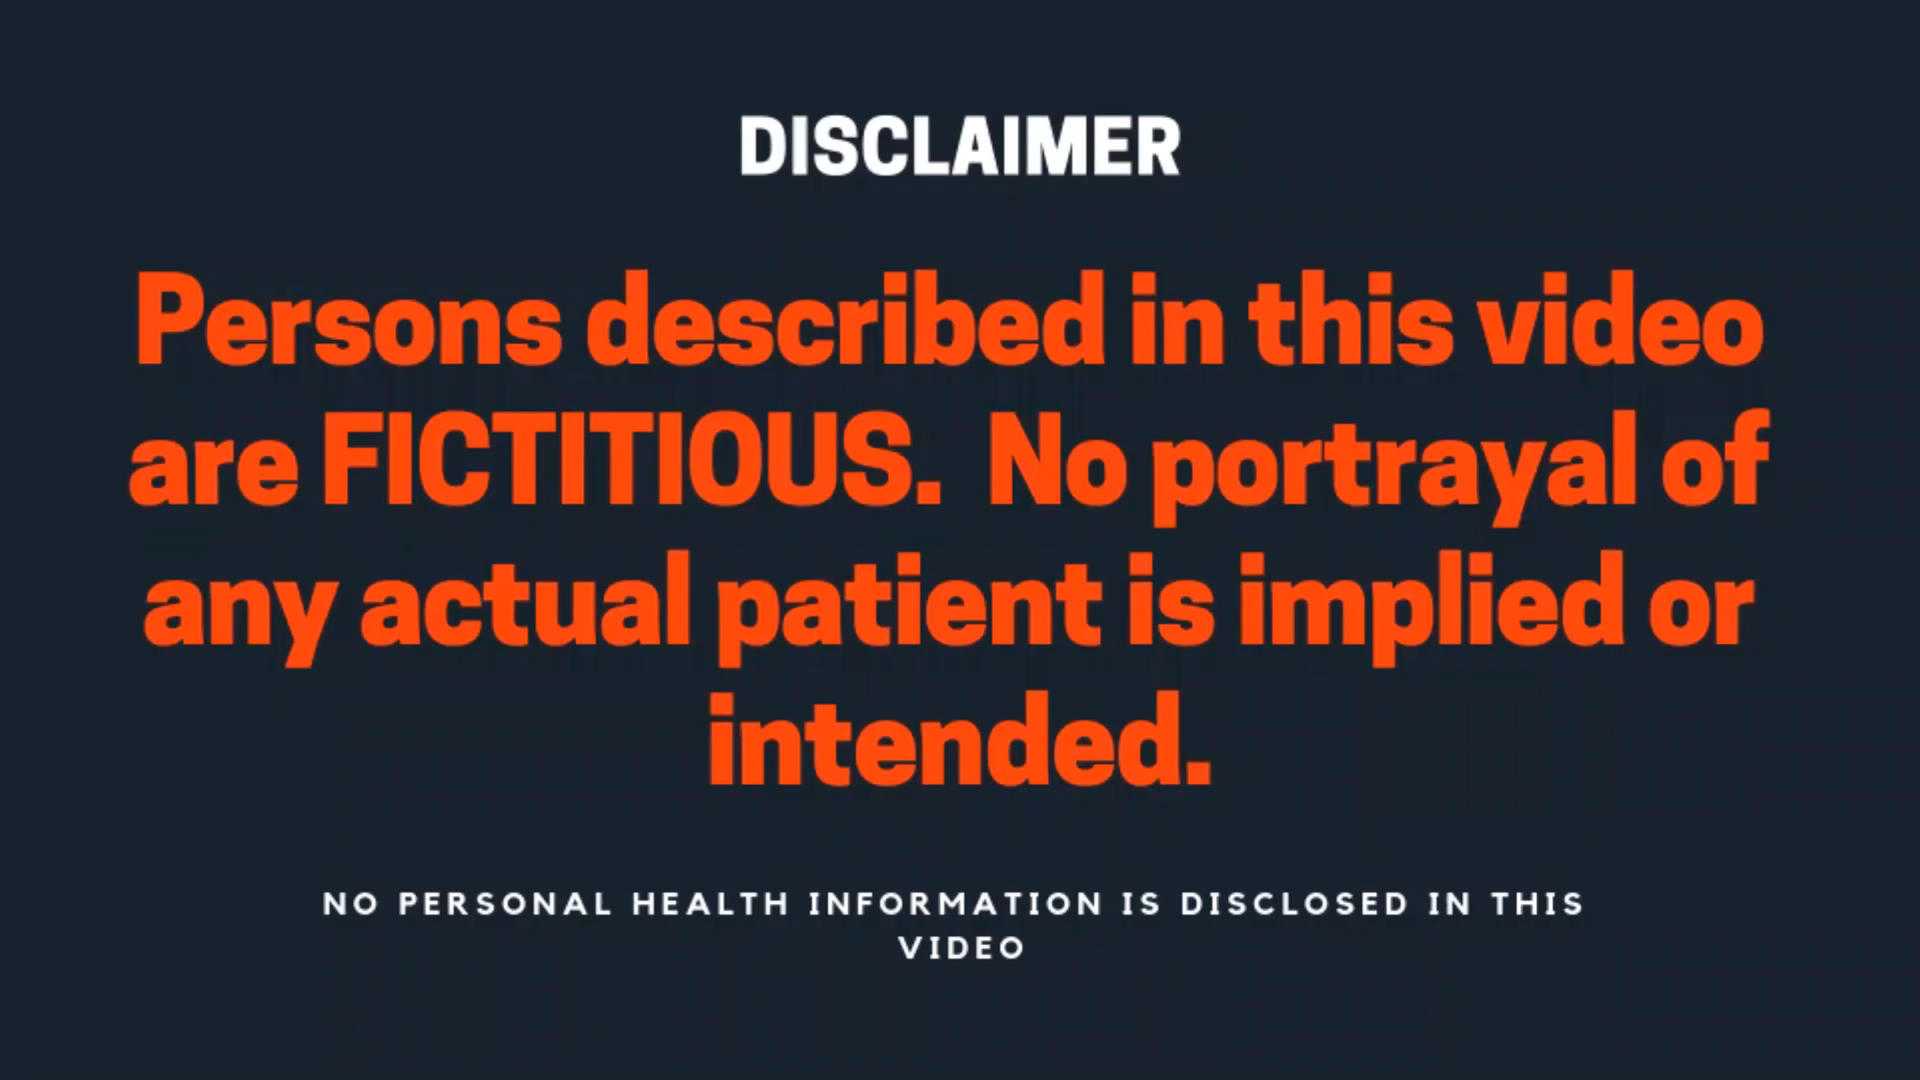 DISCLAIMER
Persons described in this video
are FICTITIOUS.  No portrayal of
any actual patient is implied or
intended.
NO PERSONAL HEALTH INFORMATION IS DISCLOSED IN THIS
VIDEO